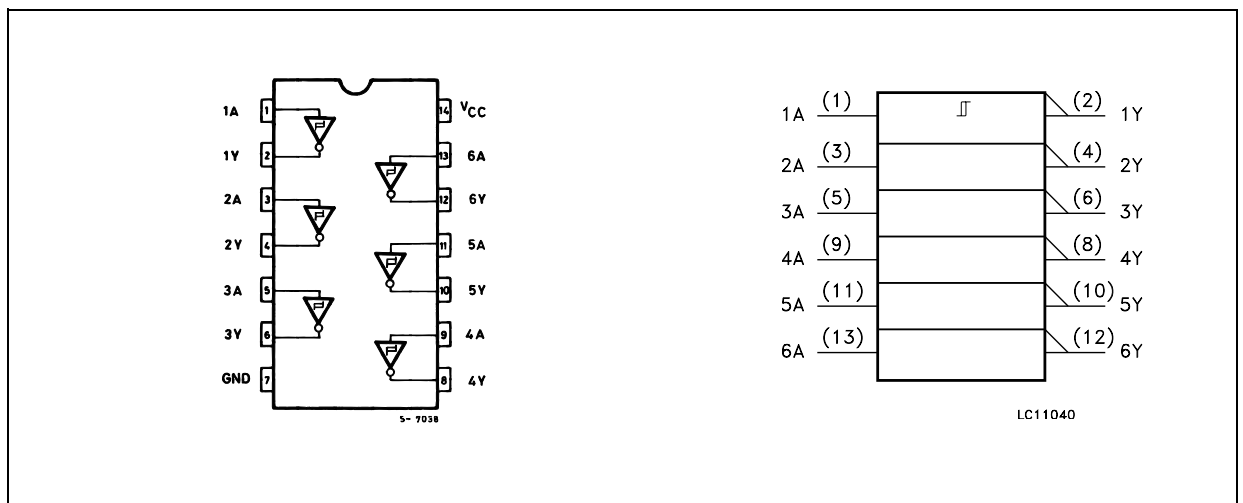 1A 1 14 VCC
1Y 2 13 6A
2A 3 12 6Y
2Y 4 11 5A
3A 5 10 5Y
3Y 6 9 4A
GND 7 8 4Y
5- 7038
1A (1) (2) 1Y
2A (3) (4) 2Y
3A (5) (6) 3Y
4A (9) (8) 4Y
5A (11) (10) 5Y
6A (13) (12) 6Y
LC11040